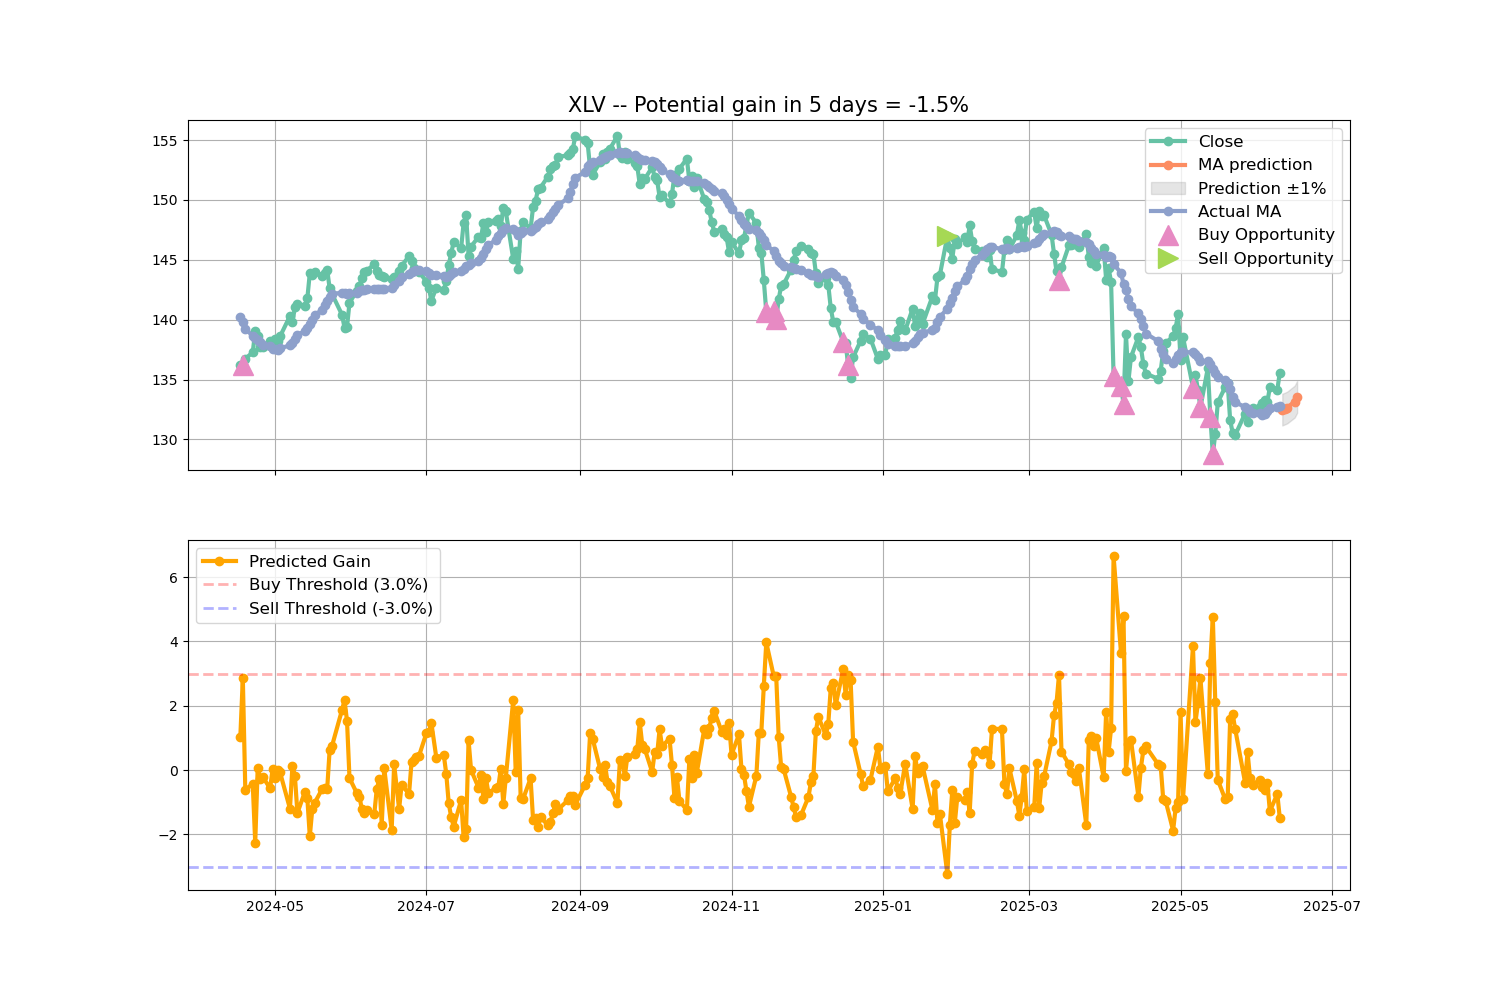 XLV -- Potential gain in 5 days = -1.5%
155
150
145
140
135
130
Close
MA prediction
Prediction ±1%
Actual MA
Buy Opportunity
Sell Opportunity
6
4
2
0
−2
Predicted Gain
Buy Threshold (3.0%)
Sell Threshold (-3.0%)
2024-05 2024-07 2024-09 2024-11 2025-01 2025-03 2025-05 2025-07